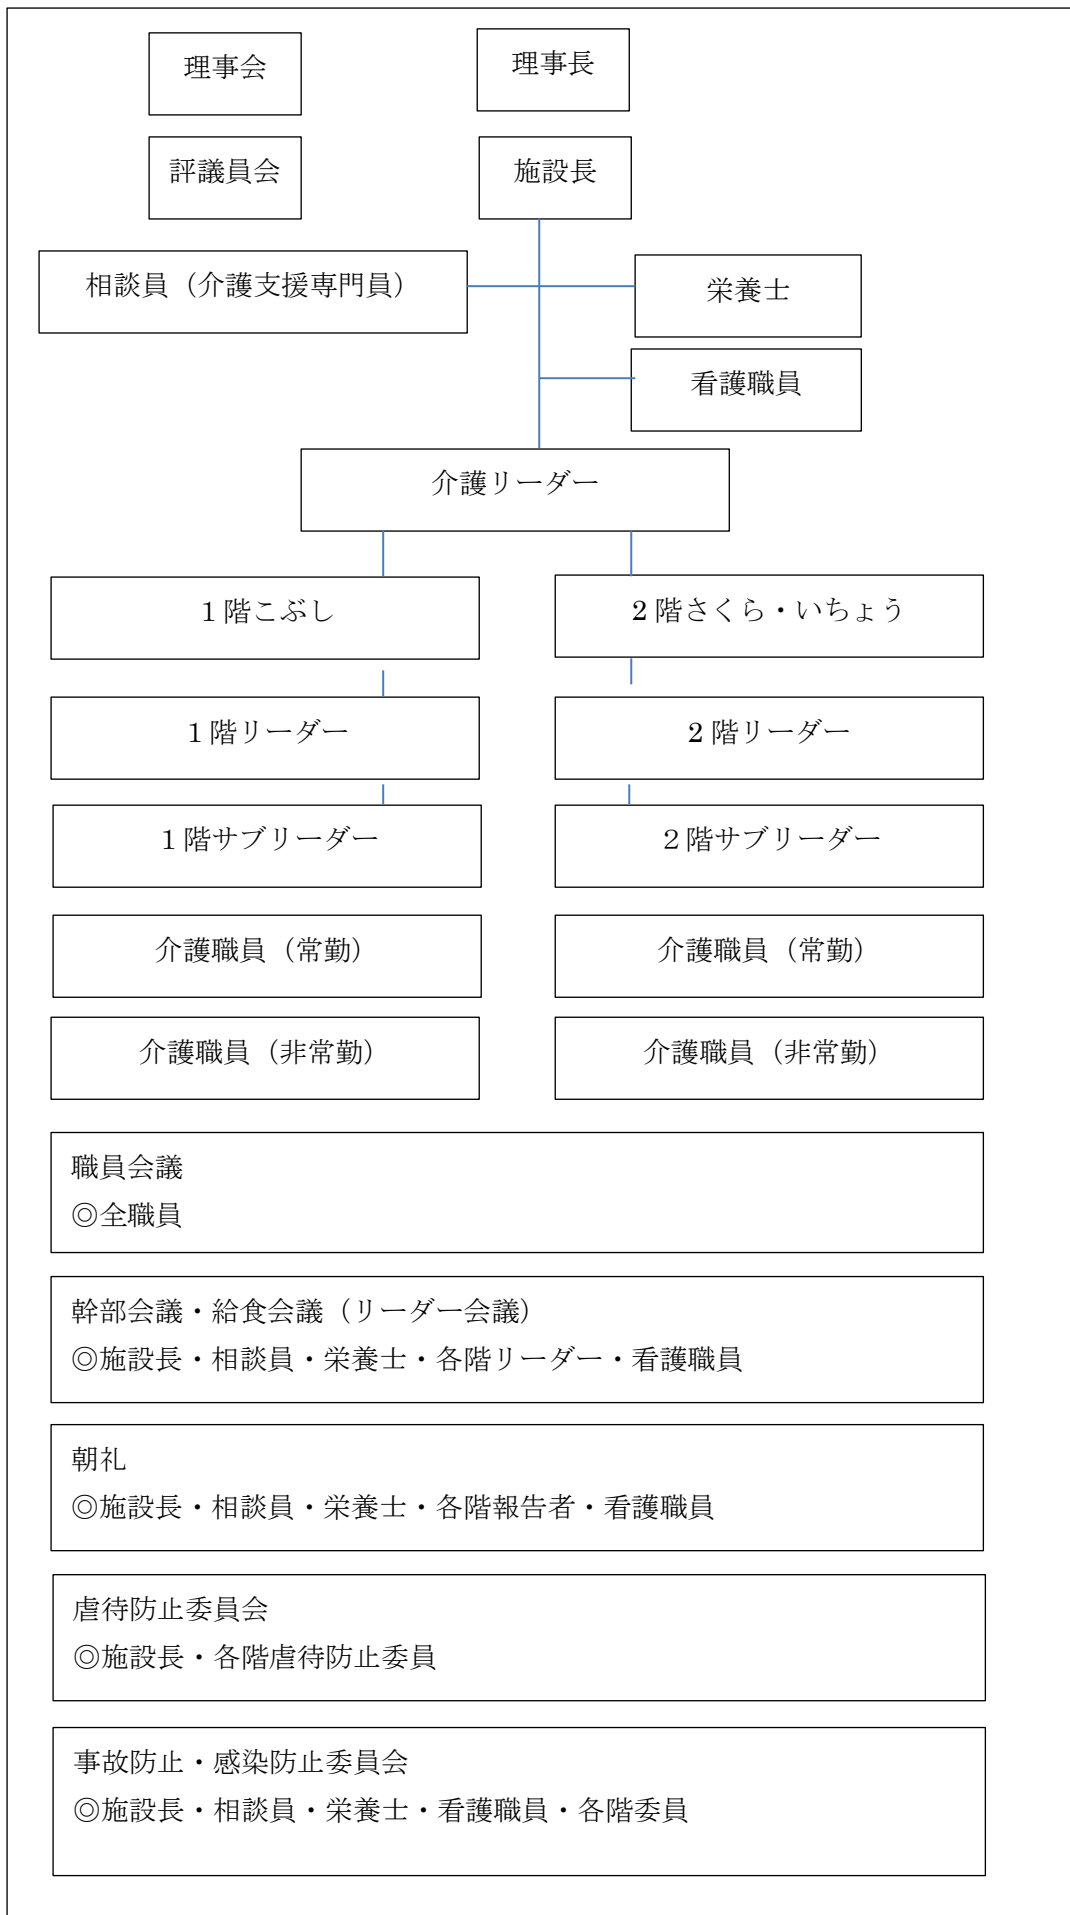 理事会
理事長
評議員会
施設長
相談員（介護支援専門員）
栄養士
看護職員
介護リーダー
１階こぶし
２階さくら・いちょう
１階リーダー
２階リーダー
１階サブリーダー
２階サブリーダー
介護職員（常勤）
介護職員（常勤）
介護職員（非常勤）
介護職員（非常勤）
職員会議
◎全職員
幹部会議・給食会議（リーダー会議）
◎施設長・相談員・栄養士・各階リーダー・看護職員
朝礼
◎施設長・相談員・栄養士・各階報告者・看護職員
虐待防止委員会
◎施設長・各階虐待防止委員
事故防止・感染防止委員会
◎施設長・相談員・栄養士・看護職員・各階委員